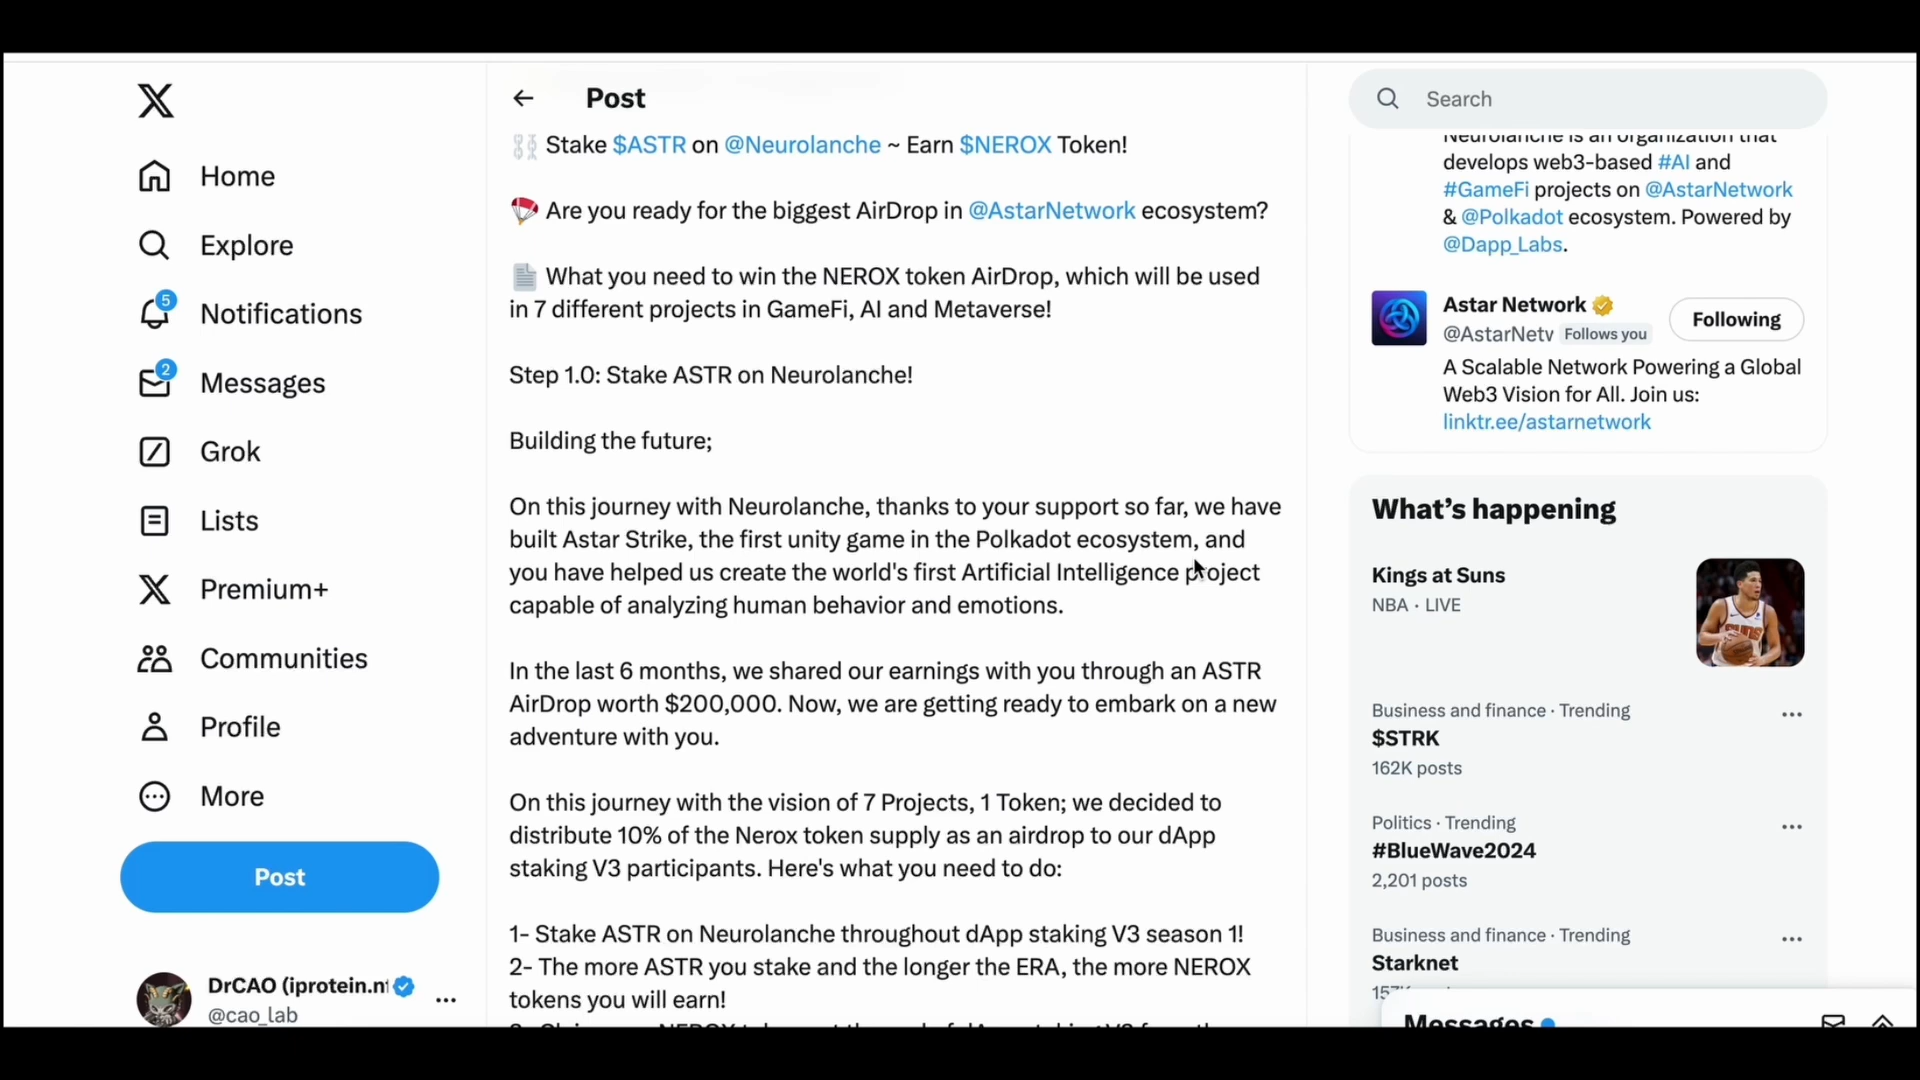 Home
Explore
5
Notifications
2
Messages
Grok
Lists
Premium+
Communities
Profile
More
Post
DrCAO (iprotein.n
@cao_lab
Post
Stake $ASTR on @Neurolanche ~ Earn $NEROX Token!
Are you ready for the biggest AirDrop in @AstarNetwork ecosystem?
What you need to win the NEROX token AirDrop, which will be used
in 7 different projects in GameFi, AI and Metaverse!
Step 1.0: Stake ASTR on Neurolanche!
Building the future;
On this journey with Neurolanche, thanks to your support so far, we have
built Astar Strike, the first unity game in the Polkadot ecosystem, and
you have helped us create the world's first Artificial Intelligence project
capable of analyzing human behavior and emotions.
In the last 6 months, we shared our earnings with you through an ASTR
AirDrop worth $200,000. Now, we are getting ready to embark on a new
adventure with you.
On this journey with the vision of 7 Projects, 1 Token; we decided to
distribute 10% of the Nerox token supply as an airdrop to our dApp
staking V3 participants. Here's what you need to do:
1- Stake ASTR on Neurolanche throughout dApp staking V3 season 1!
2- The more ASTR you stake and the longer the ERA, the more NEROX
tokens you will earn!
Search
Neurolanche is an organization that
develops web3-based #AI and
#GameFi projects on @AstarNetwork
& @Polkadot ecosystem. Powered by
@Dapp_Labs.
Astar Network
Following
@AstarNetv Follows you
A Scalable Network Powering a Global
Web3 Vision for All. Join us:
linktr.ee/astarnetwork
What's happening
Kings at Suns
NBA · LIVE
Business and finance · Trending
$STRK
162K posts
Politics · Trending
#BlueWave2024
2,201 posts
Business and finance · Trending
Starknet
Messages